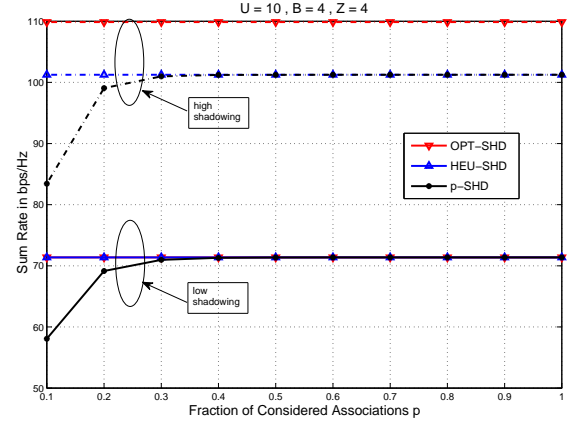 U = 10 , B = 4 , Z = 4
110
100
90
80
70
60
50
Sum Rate in bps/Hz
high
shadowing
OPT-SHD
HEU-SHD
p-SHD
low
shadowing
0.1 0.2 0.3 0.4 0.5 0.6 0.7 0.8 0.9 1
Fraction of Considered Associations p